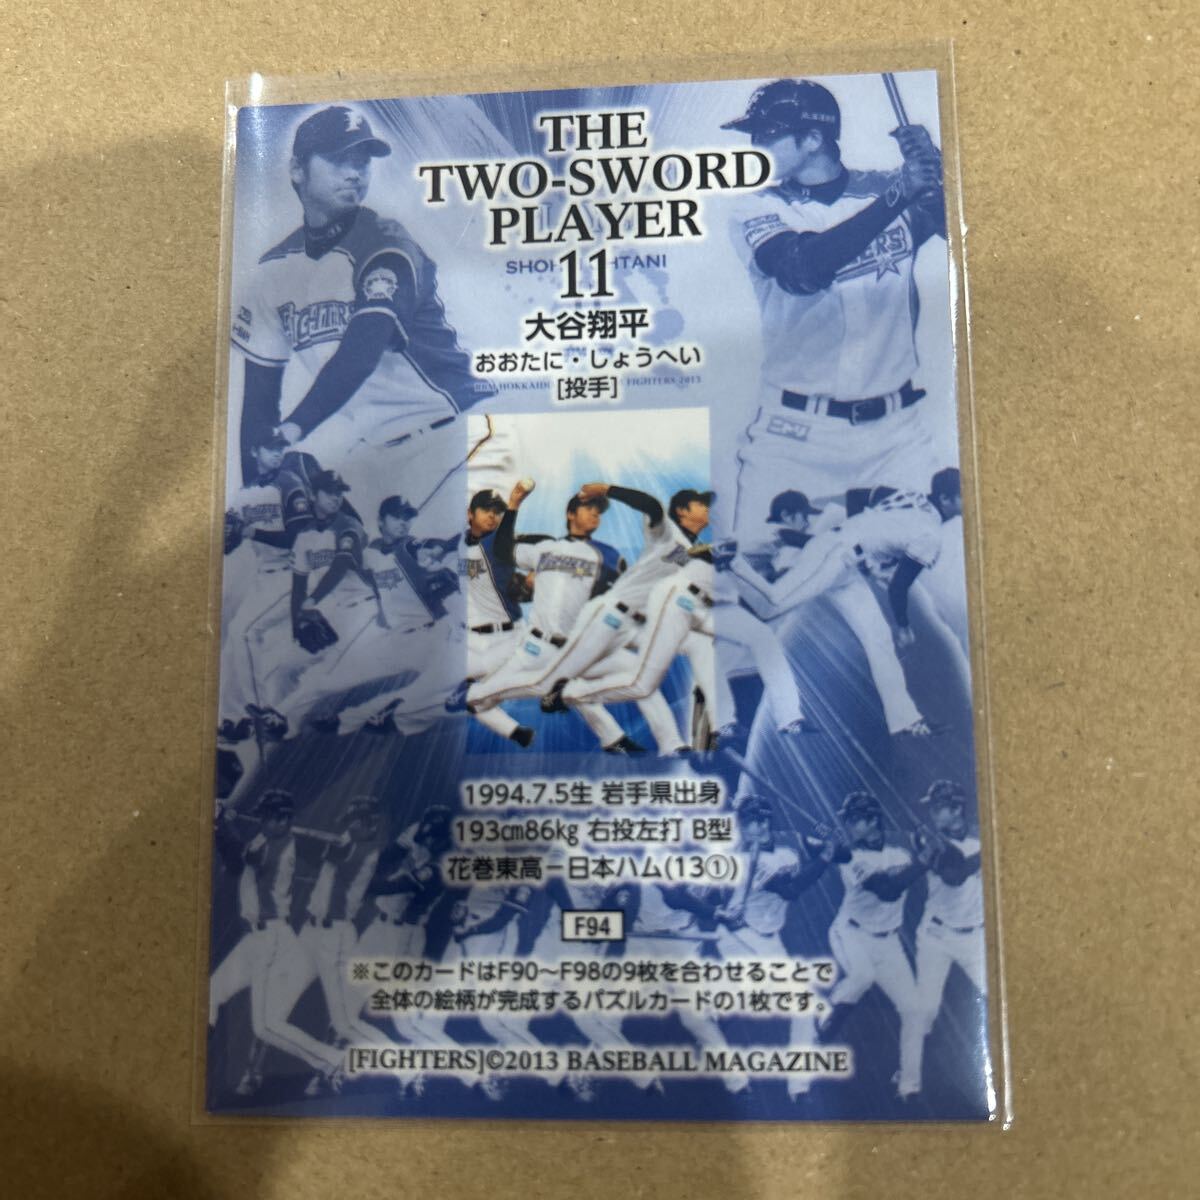 THE
TWO-SWORD
PLAYER
11
大谷翔平
おおたに・しょうへい
[投手]
1994.7.5生 岩手県出身
193cm86kg 右投左打 B型
花巻東高－日本ハム(13①)
F94
※このカードはF90～F98の9枚を合わせることで
全体の絵柄が完成するパズルカードの1枚です。
[FIGHTERS]©2013 BASEBALL MAGAZINE